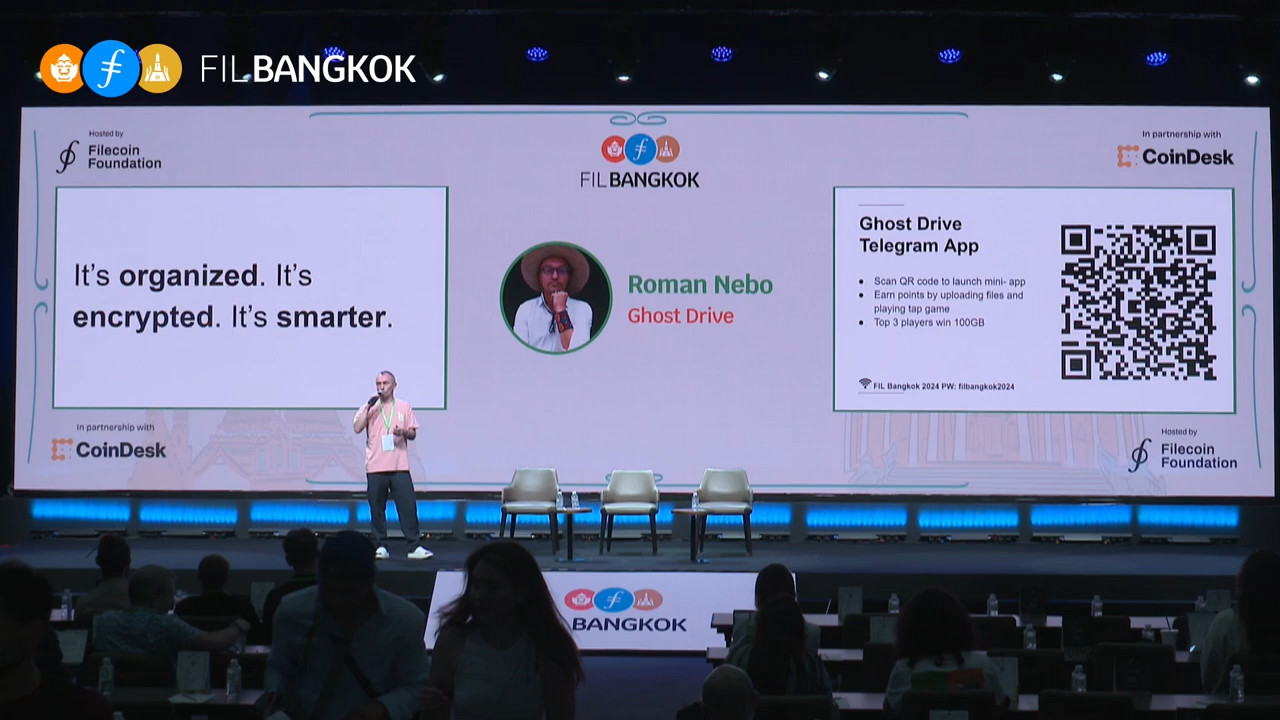 FILBANGKOK
Hosted by
Filecoin
Foundation
FILBANGKOK
In partnership with
CoinDesk
It's organized. It's
encrypted. It's smarter.
Roman Nebo
Ghost Drive
Ghost Drive
Telegram App
• Scan QR code to launch mini- app
• Earn points by uploading files and
playing tap game
• Top 3 players win 100GB
FIL Bangkok 2024 PW: filbangkok2024
In partnership with
CoinDesk
Hosted by
Filecoin
Foundation
BANGKOK